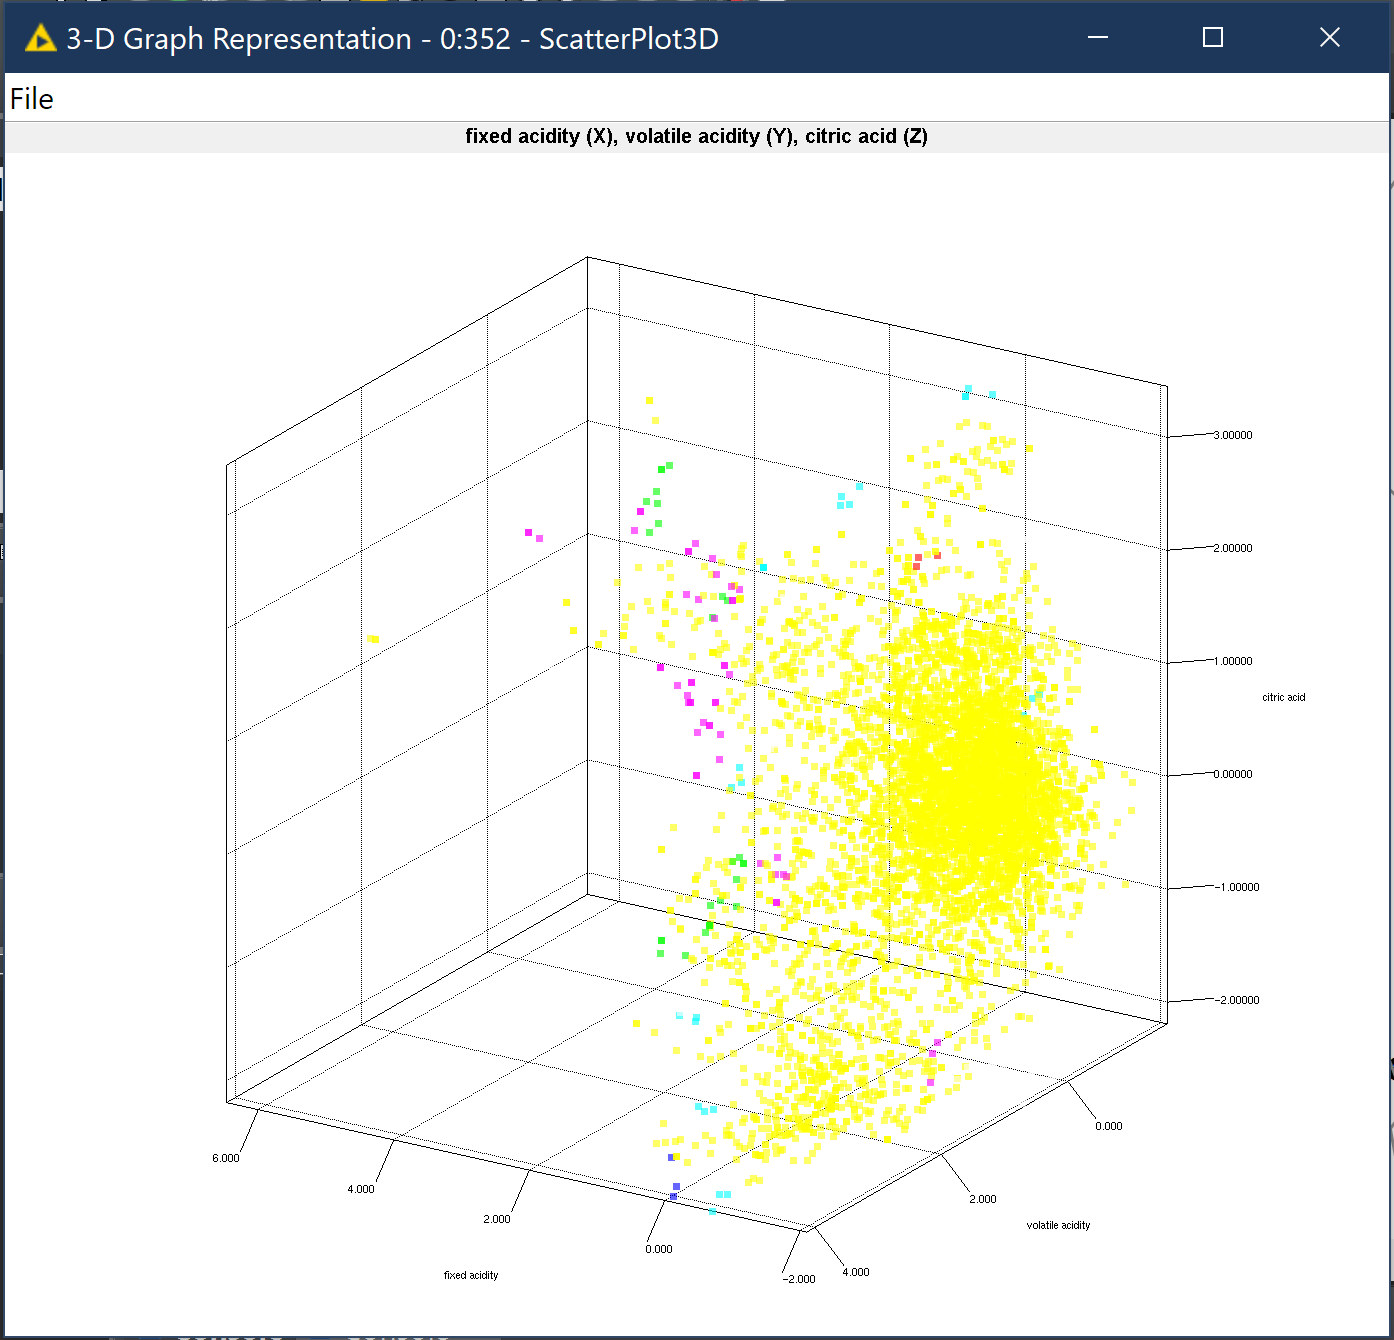 3-D Graph Representation - 0:352 - ScatterPlot3D
File
fixed acidity (X), volatile acidity (Y), citric acid (Z)
3.00000
2.00000
1.00000
citric acid
0.00000
-1.00000
-2.00000
0.000
6.000
4.000
2.000
2.000
volatile acidity
0.000
fixed acidity
-2.000
4.000